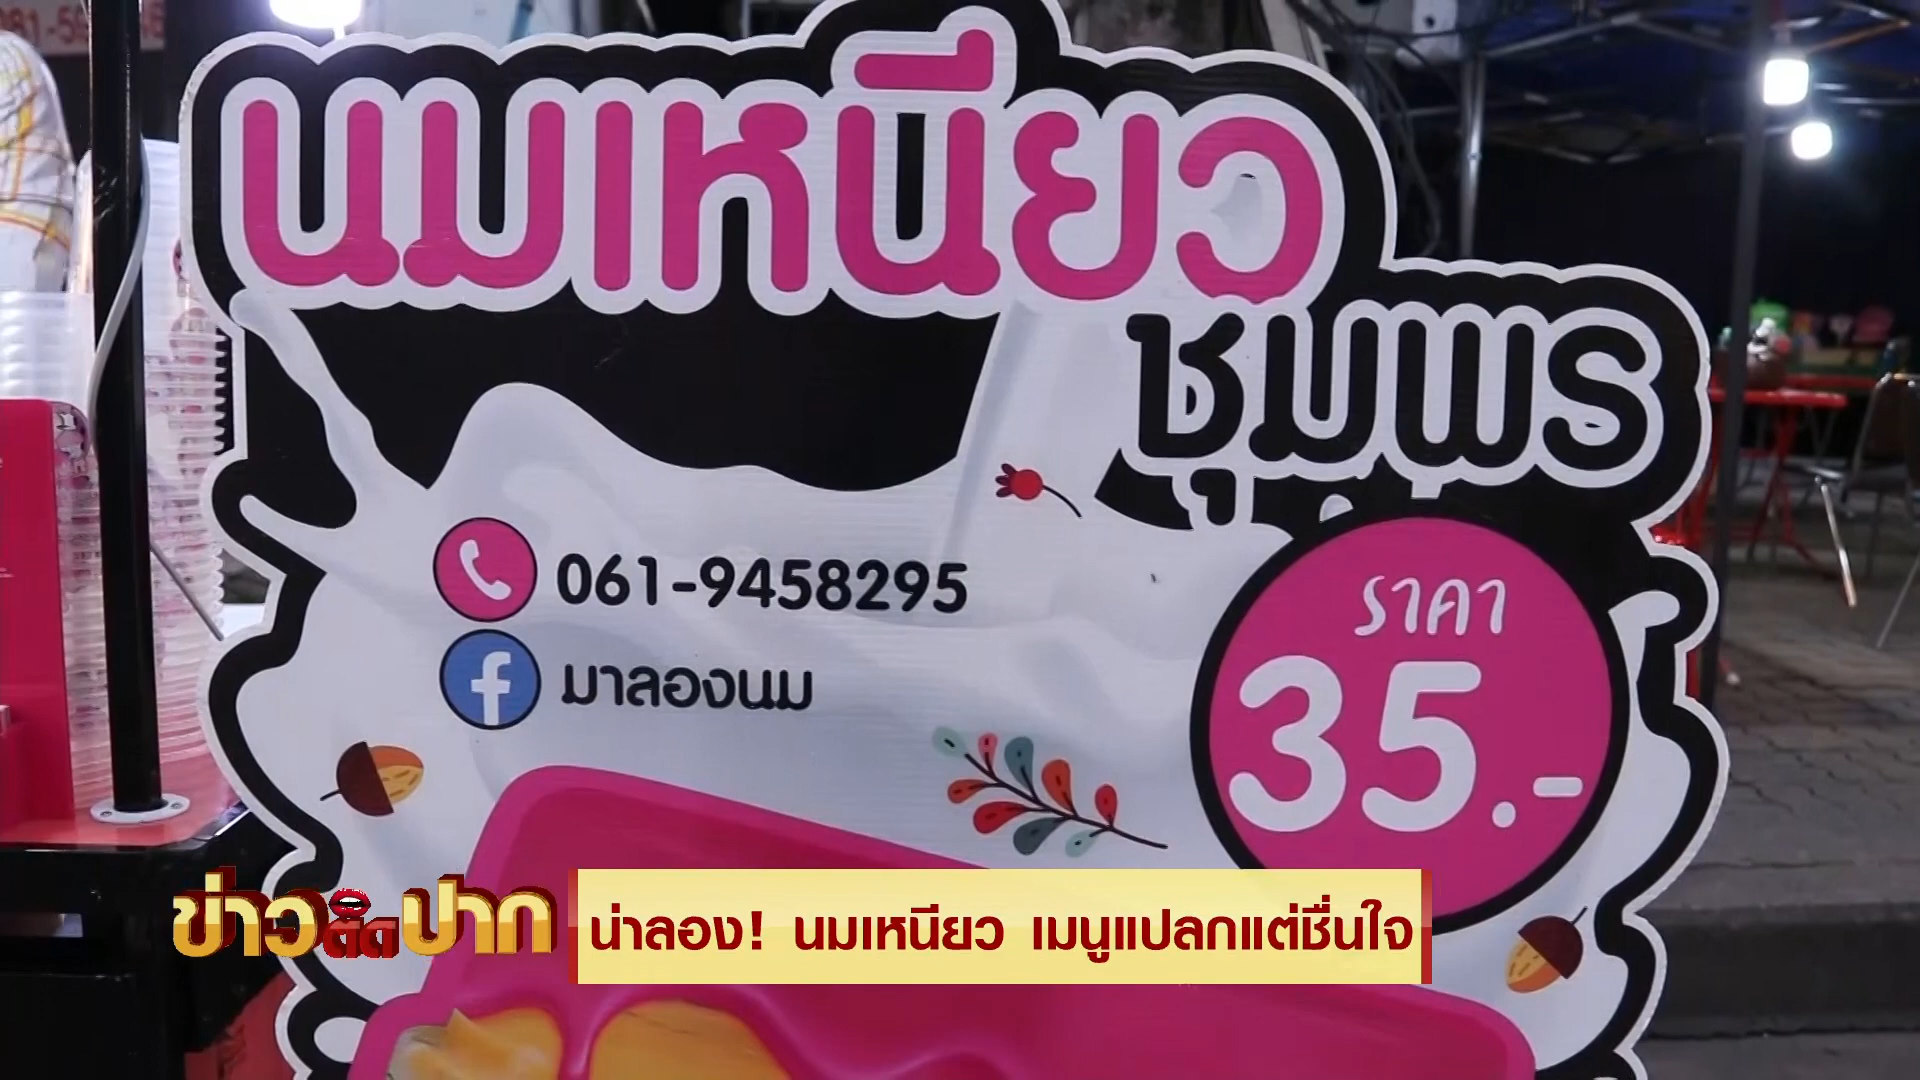 นมเหนียว
ชุมพร
061-9458295
มาลองนม
ราคา
35.-
ข่าวติดปาก
น่าลอง! นมเหนียว เมนูแปลกแต่ชื่นใจ